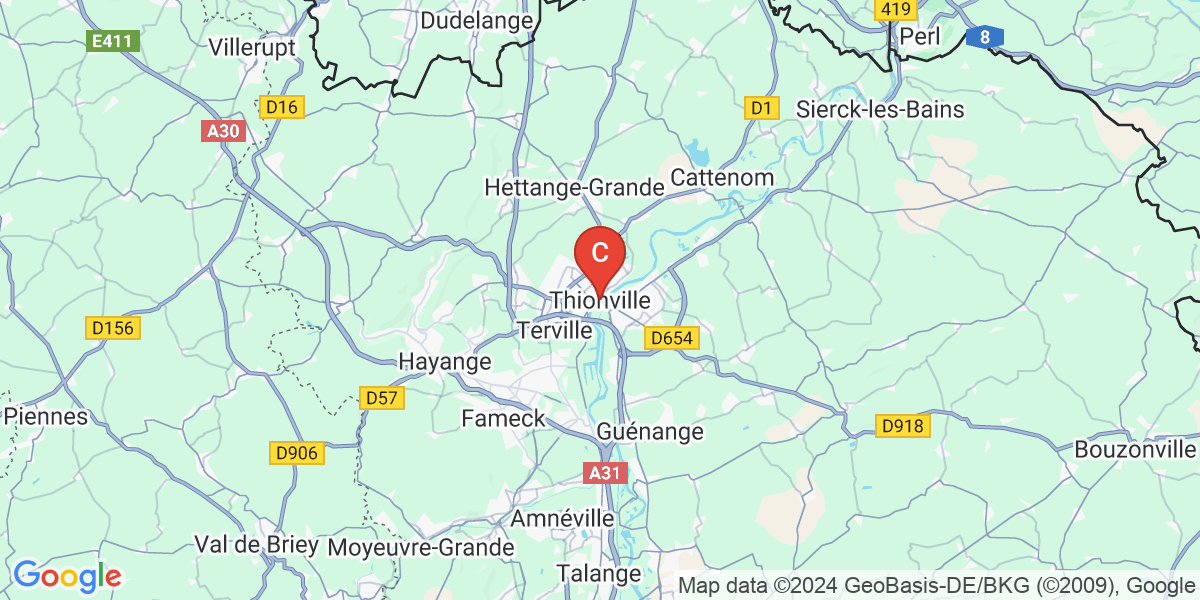 419
Dudelange
Perl
8
E411
Villerupt
D16
D1
Sierck-les-Bains
A30
Cattenom
Hettange-Grande
C
Thionville
D156
Terville
D654
Hayange
D57
Piennes
Fameck
D918
Guénange
D906
Bouzonville
A31
Amnéville
Val de Briey
Moyeuvre-Grande
Talange
Google
Map data ©2024 GeoBasis-DE/BKG (©2009), Google